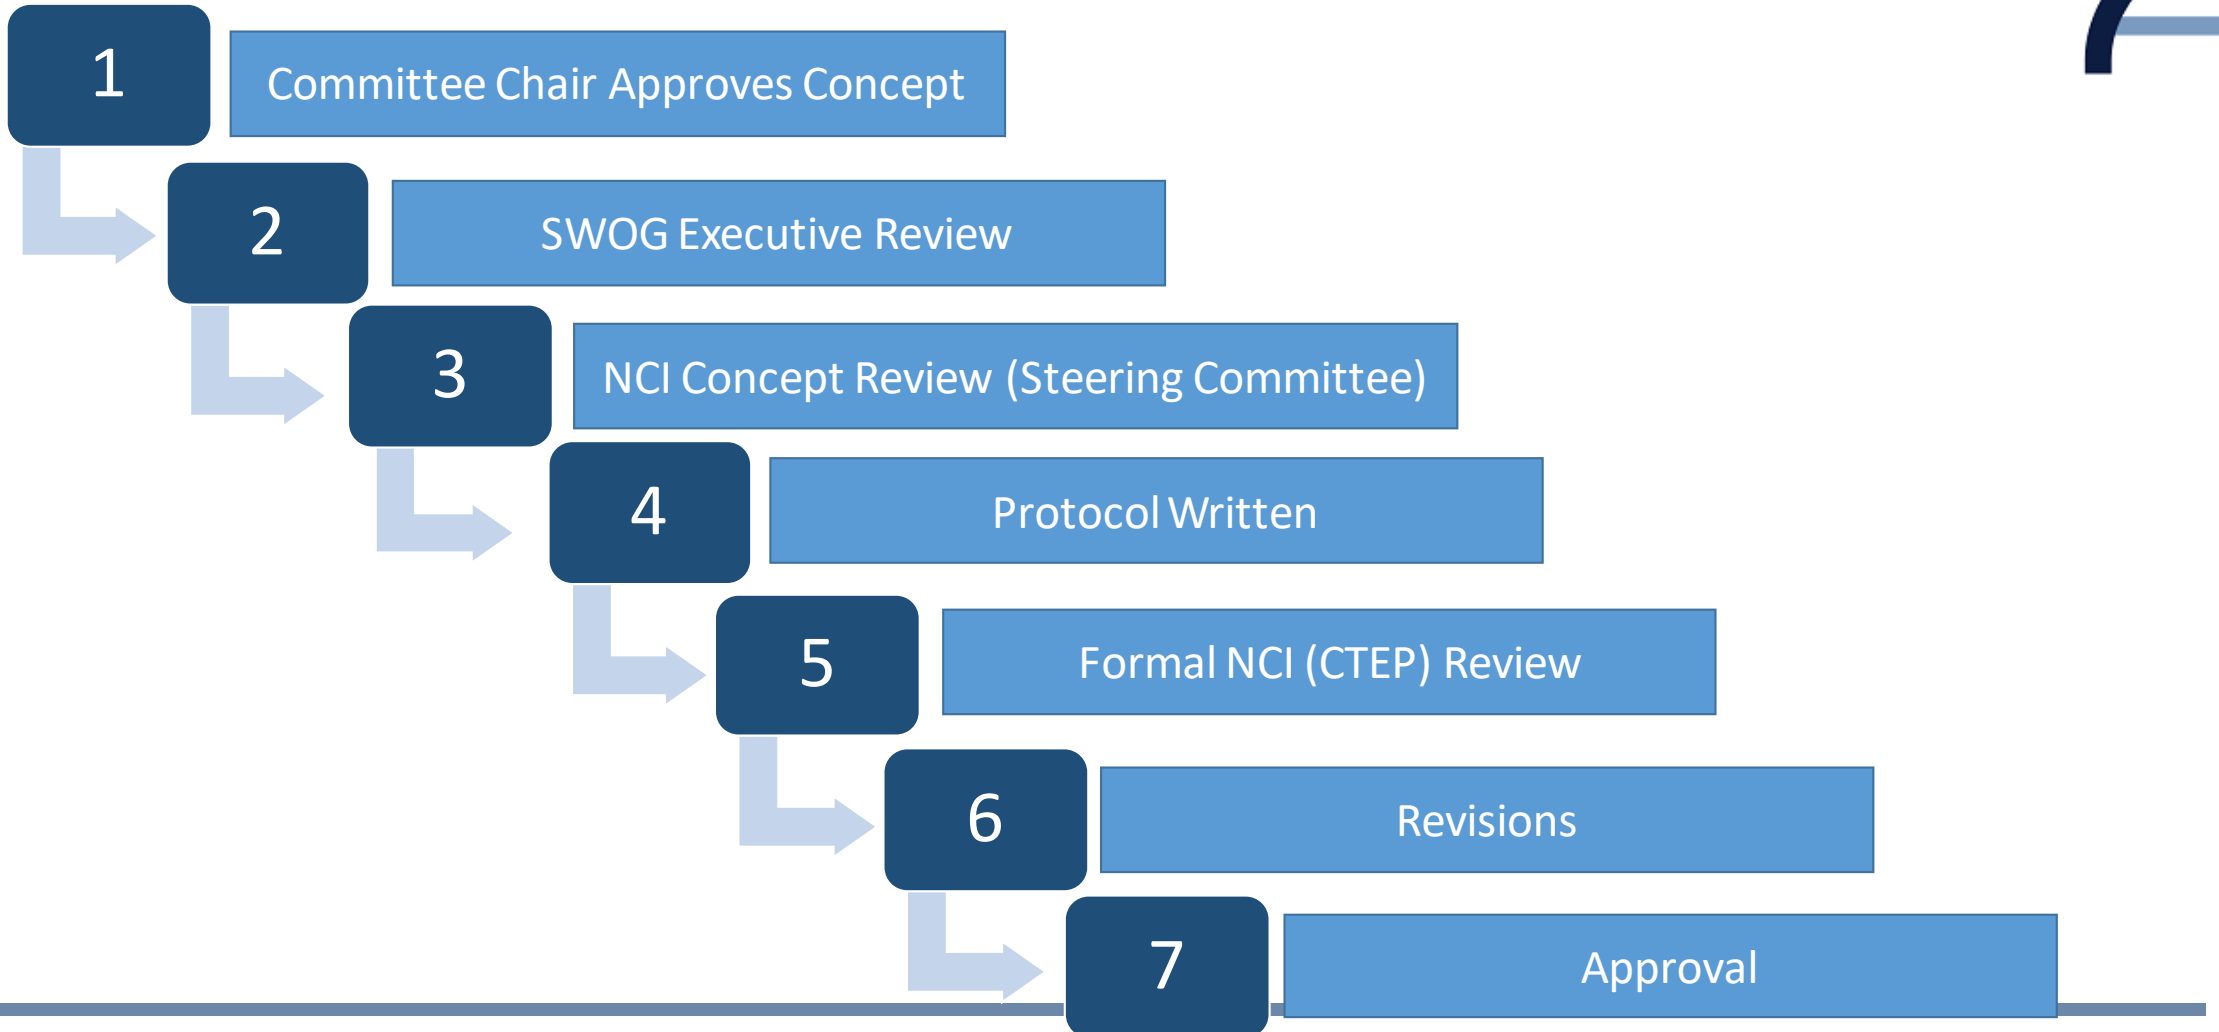 1
Committee Chair Approves Concept
2
SWOG Executive Review
3
NCI Concept Review (Steering Committee)
4
Protocol Written
5
Formal NCI (CTEP) Review
6
Revisions
7
Approval